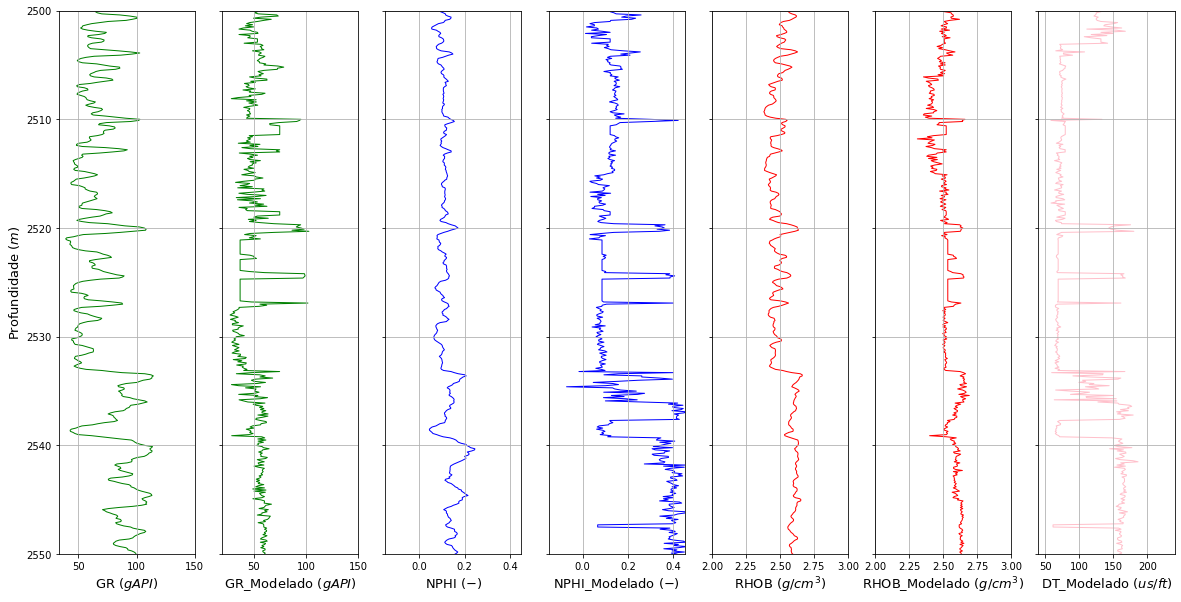 2500
2510
2520
2530
2540
2550
Profundidade (m)
50 100 150
GR (gAPI)
50 100 150
GR_Modelado (gAPI)
0.0 0.2 0.4
NPHI (−)
0.0 0.2 0.4
NPHI_Modelado (−)
2.00 2.25 2.50 2.75 3.00
RHOB (g/cm³)
2.00 2.25 2.50 2.75 3.00
RHOB_Modelado (g/cm³)
50 100 150 200
DT_Modelado (us/ft)